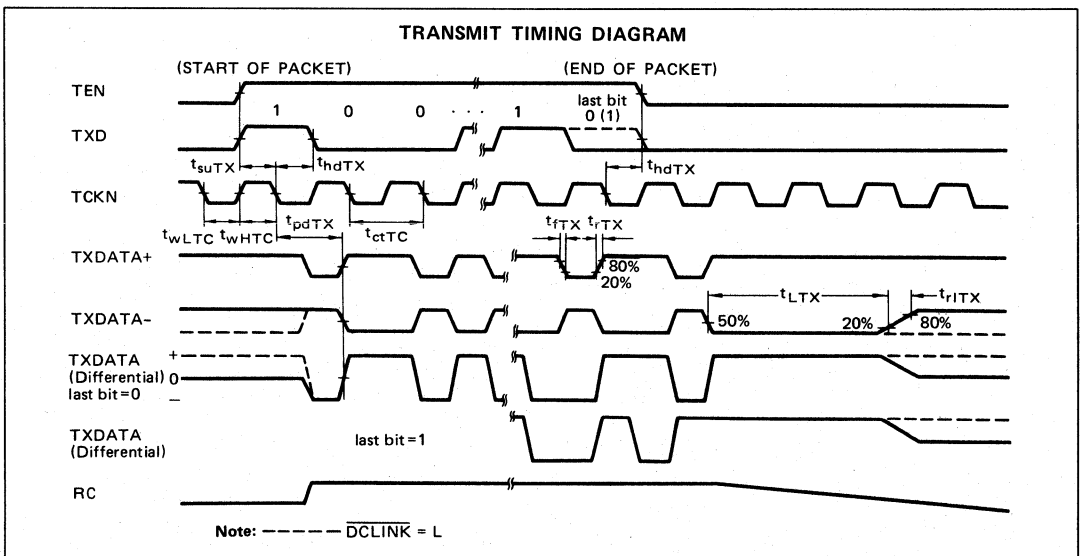 TRANSMIT TIMING DIAGRAM
(START OF PACKET)
(END OF PACKET)
TEN
1 0 0 · · · · 1
last bit
0 (1)
TXD
tsuTX
thdTX
thdTX
TCKN
twLTC
twHTC
tpdTX
tctTC
tfTX
trTX
TXDATA+
80%
20%
tLTX
trITX
TXDATA−
50%
20%
80%
TXDATA
(Differential)
last bit=0
+
0
−
TXDATA
(Differential)
last bit=1
RC
Note: – – – – – DCLINK = L